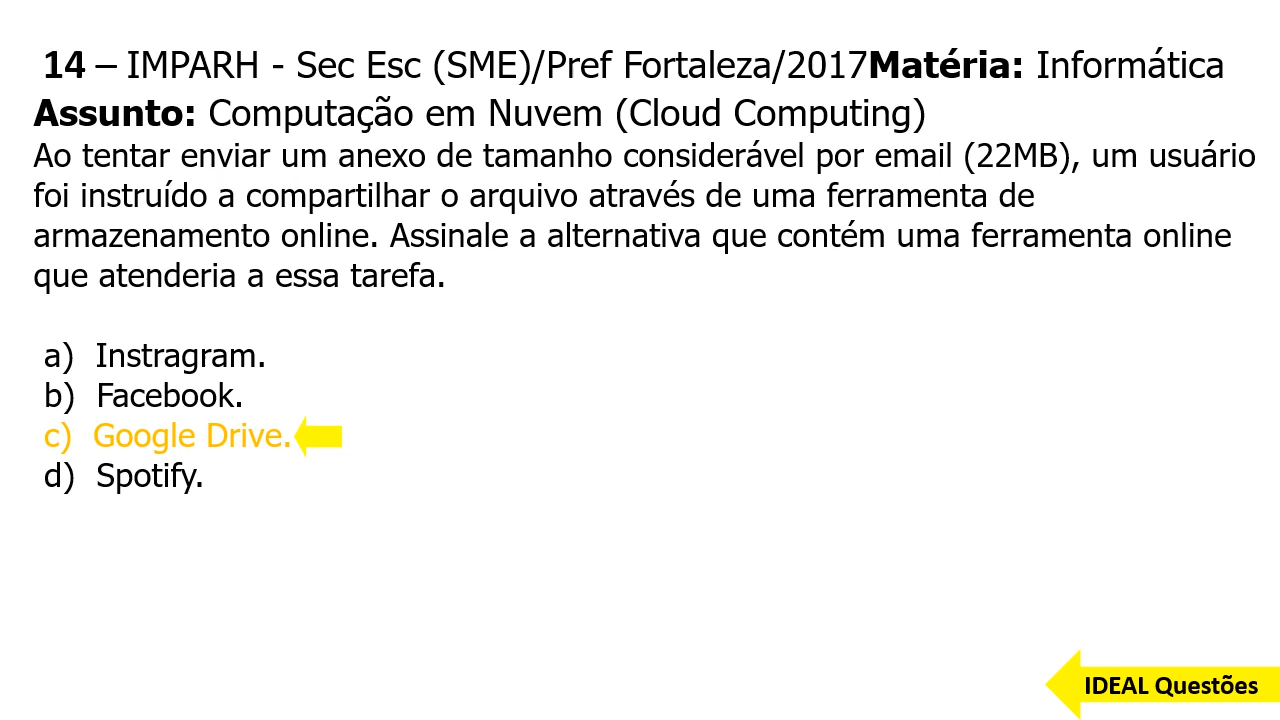 14 – IMPARH - Sec Esc (SME)/Pref Fortaleza/2017Matéria: Informática
Assunto: Computação em Nuvem (Cloud Computing)
Ao tentar enviar um anexo de tamanho considerável por email (22MB), um usuário
foi instruído a compartilhar o arquivo através de uma ferramenta de
armazenamento online. Assinale a alternativa que contém uma ferramenta online
que atenderia a essa tarefa.
a) Instragram.
b) Facebook.
c) Google Drive.
d) Spotify.
IDEAL Questões